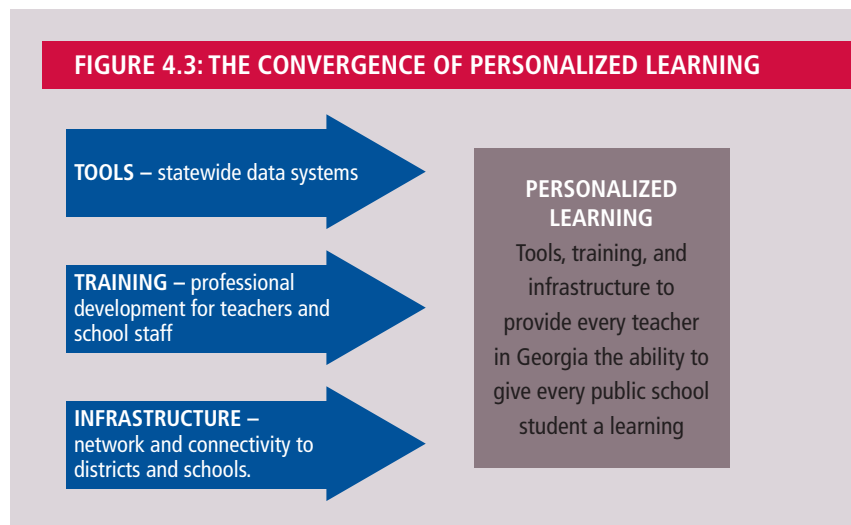 FIGURE 4.3: THE CONVERGENCE OF PERSONALIZED LEARNING
TOOLS – statewide data systems
TRAINING – professional
development for teachers and
school staff
INFRASTRUCTURE –
network and connectivity to
districts and schools.
PERSONALIZED
LEARNING
Tools, training, and
infrastructure to
provide every teacher
in Georgia the ability to
give every public school
student a learning